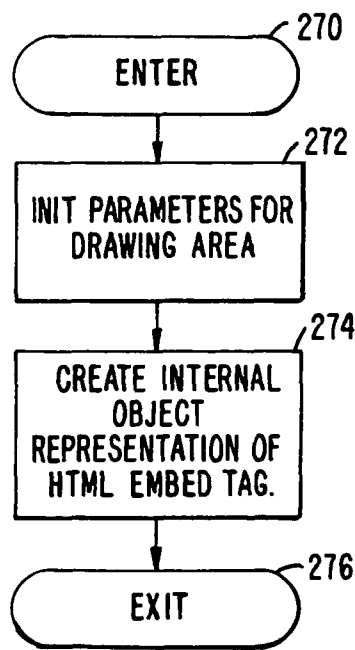 270
ENTER
272
INIT PARAMETERS FOR
DRAWING AREA
274
CREATE INTERNAL
OBJECT
REPRESENTATION OF
HTML EMBED TAG.
276
EXIT